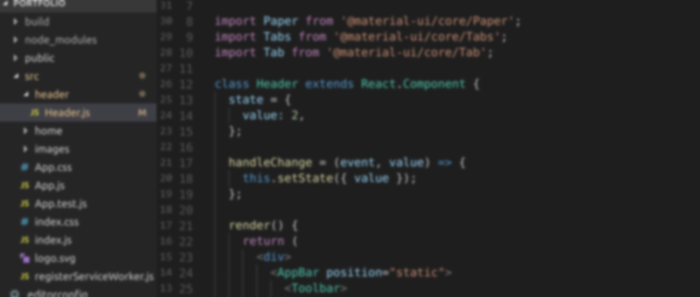 PORTFOLIO
build
node_modules
public
src
header
Header.js M
home
images
App.css
App.js
App.test.js
index.css
index.js
logo.svg
registerServiceWorker.js
.editorconfig
31 7
30 8 import Paper from '@material-ui/core/Paper';
29 9 import Tabs from '@material-ui/core/Tabs';
28 10 import Tab from '@material-ui/core/Tab';
27 11
26 12 class Header extends React.Component {
25 13 state = {
24 14 value: 2,
23 15 };
22 16
21 17 handleChange = (event, value) => {
20 18 this.setState({ value });
19 19 };
18 20
17 21 render() {
16 22 return (
15 23 <div>
14 24 <AppBar position="static">
13 25 <Toolbar>